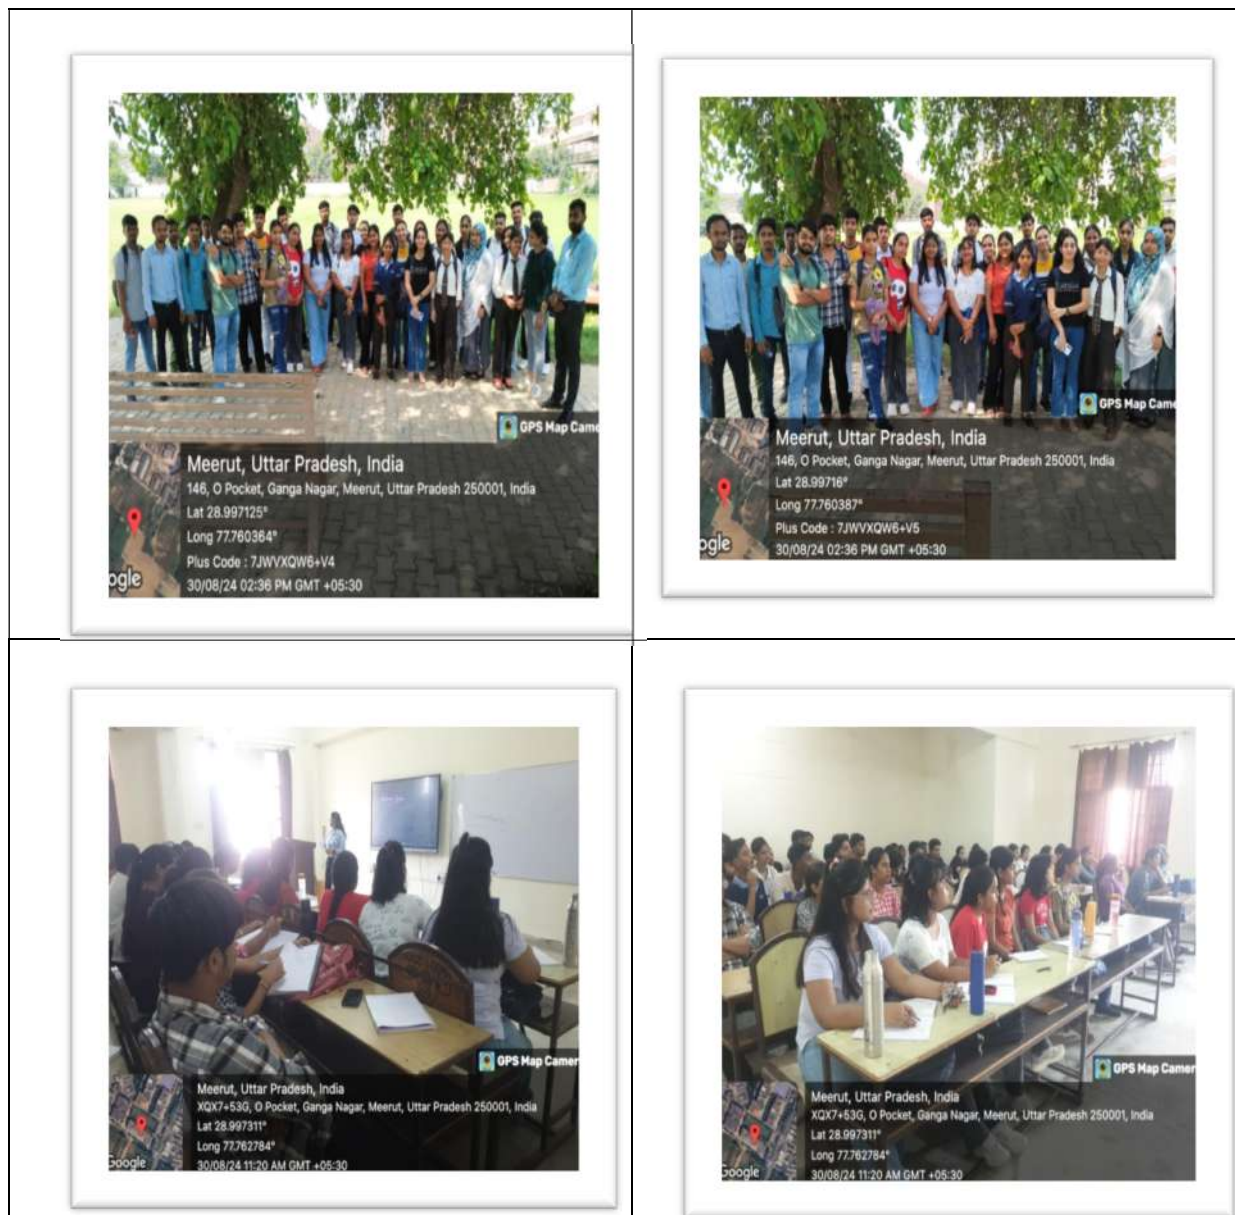 GPS Map Came
Meerut, Uttar Pradesh, India
146, O Pocket, Ganga Nagar, Meerut, Uttar Pradesh 250001, India
Lat 28.997125°
Long 77.760364°
Plus Code : 7JWVXQW6+V4
30/08/24 02:36 PM GMT +05:30
ogle
GPS Map Came
Meerut, Uttar Pradesh, India
146, O Pocket, Ganga Nagar, Meerut, Uttar Pradesh 250001, India
Lat 28.99716°
Long 77.760387°
Plus Code : 7JWVXQW6+V5
30/08/24 02:36 PM GMT +05:30
ogle
GPS Map Camer
Meerut, Uttar Pradesh, India
XQX7+53G, O Pocket, Ganga Nagar, Meerut, Uttar Pradesh 250001, India
Lat 28.997311°
Long 77.762784°
30/08/24 11:20 AM GMT +05:30
Google
GPS Map Camer
Meerut, Uttar Pradesh, India
XQX7+53G, O Pocket, Ganga Nagar, Meerut, Uttar Pradesh 250001, India
Lat 28.997311°
Long 77.762784°
30/08/24 11:20 AM GMT +05:30
Google